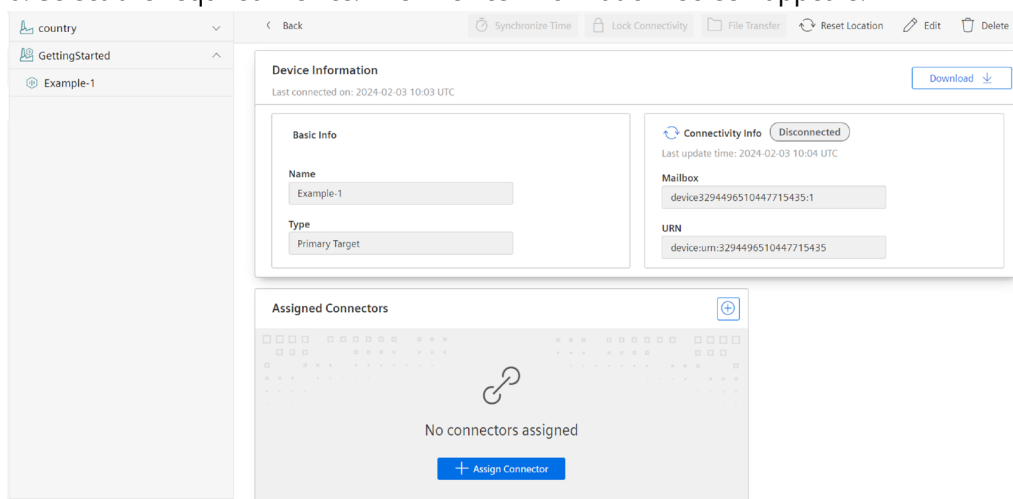 country
GettingStarted
Example-1
Back
Synchronize Time
Lock Connectivity
File Transfer
Reset Location
Edit
Delete
Device Information
Last connected on: 2024-02-03 10:03 UTC
Download
Basic Info
Name
Example-1
Type
Primary Target
Connectivity Info
Disconnected
Last update time: 2024-02-03 10:04 UTC
Mailbox
device3294496510447715435:1
URN
device:urn:3294496510447715435
Assigned Connectors
No connectors assigned
Assign Connector